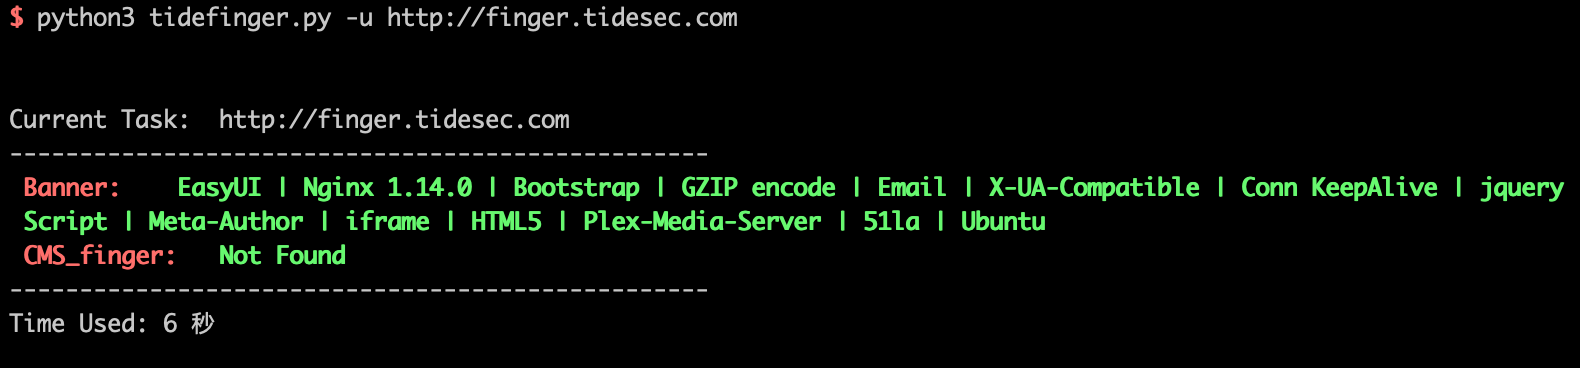 $ python3 tidefinger.py -u http://finger.tidesec.com
Current Task:  http://finger.tidesec.com
--------------------------------------------------
Banner:    EasyUI | Nginx 1.14.0 | Bootstrap | GZIP encode | Email | X-UA-Compatible | Conn KeepAlive | jquery
Script | Meta-Author | iframe | HTML5 | Plex-Media-Server | 51la | Ubuntu
CMS_finger:   Not Found
--------------------------------------------------
Time Used: 6 秒